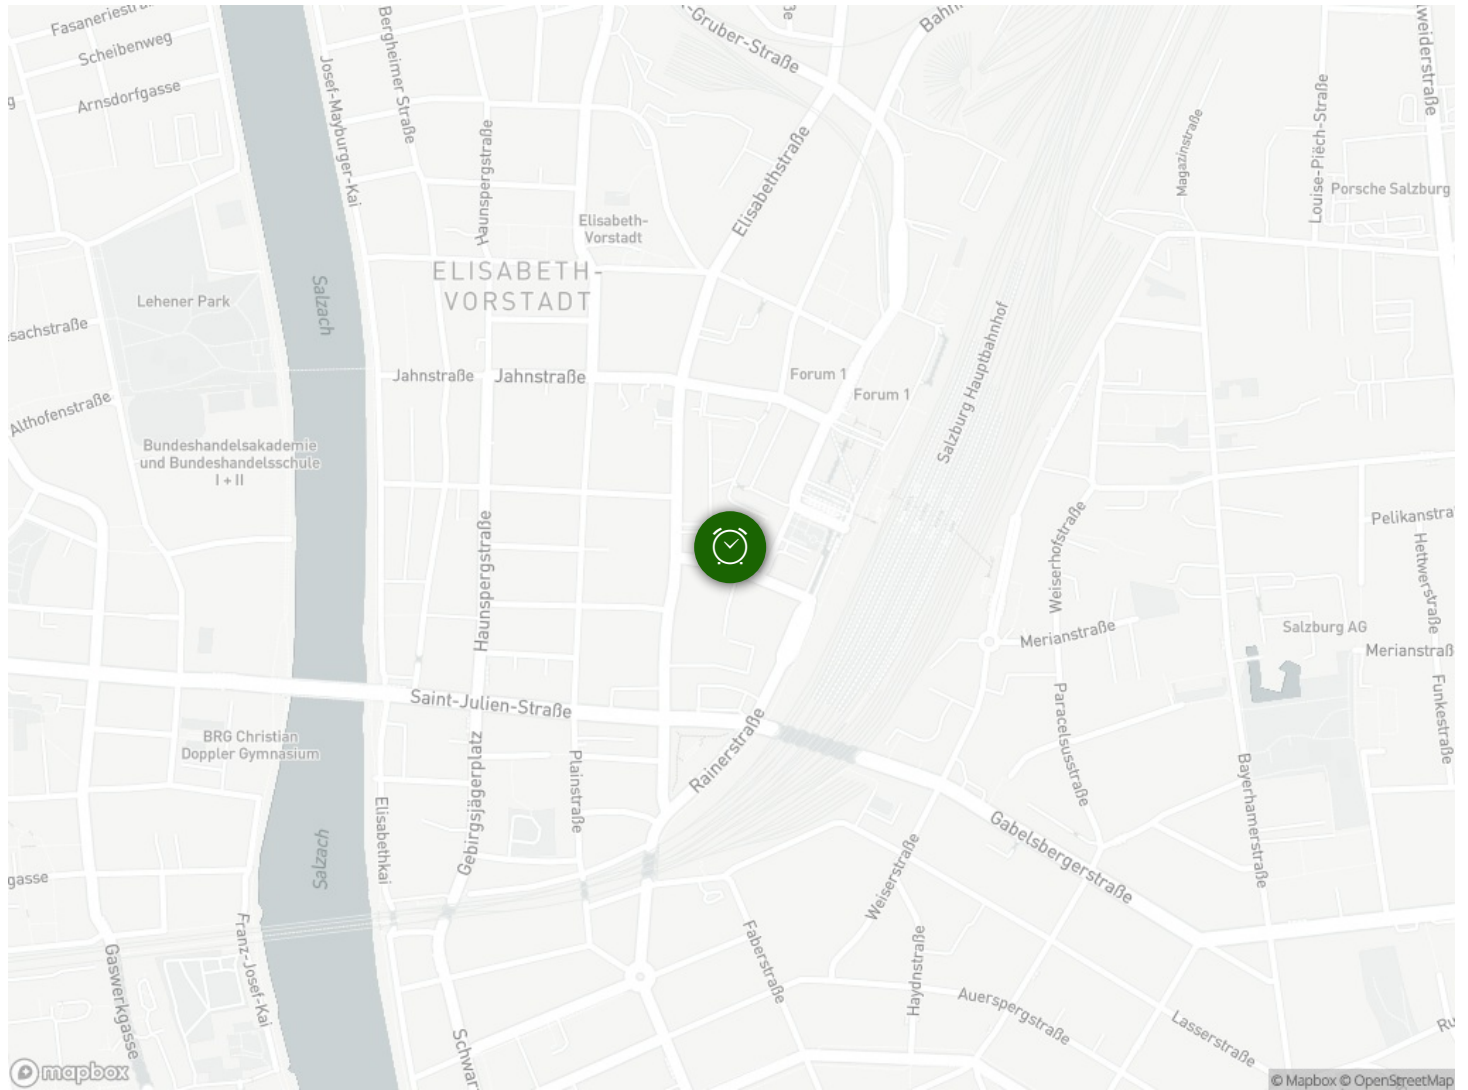 Fasaneriestra
Scheibenweg
Arnsdorfgasse
Josef-Mayburger-Kai
Bergheimer Straße
Haunspergstraße
-Gruber-Straße
Bahn
Elisabethstraße
Magazinstraße
Louise-Piëch-Straße
weiderstraße
Porsche Salzburg
Elisabeth-
Vorstadt
ELISABETH-
VORSTADT
Salzach
Lehener Park
sachstraße
Althofenstraße
Jahnstraße
Jahnstraße
Forum 1
Forum 1
Salzburg Hauptbahnhof
Bundeshandelsakademie
und Bundeshandelsschule
I + II
Haunspergstraße
Weiserhofstraße
Pelikanstra
Hettwerstraße
Merianstraße
Salzburg AG
Merianstraß
Funkestraße
Saint-Julien-Straße
Paracelsusstraße
BRG Christian
Doppler Gymnasium
Rainerstraße
Plainstraße
Gebirgsjägerplatz
Elisabethkai
Salzach
Bayerhamerstraße
Gabelsbergerstraße
Weiserstraße
gasse
Gaswerkgasse
Franz-Josef-Kai
Faberstraße
Haydnstraße
Auerspergstraße
Lasserstraße
Schwar
Ru
mapbox
© Mapbox © OpenStreetMap